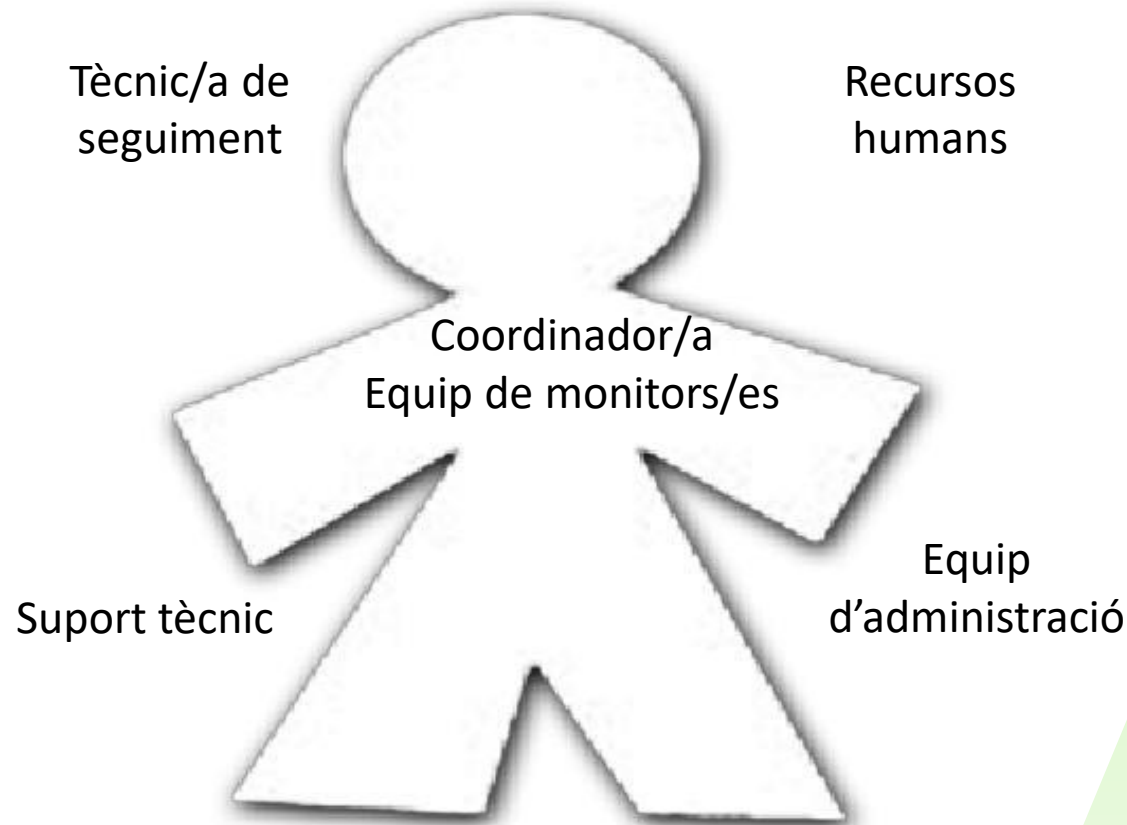 Tècnic/a de
seguiment
Recursos
humans
Coordinador/a
Equip de monitors/es
Suport tècnic
Equip
d’administració